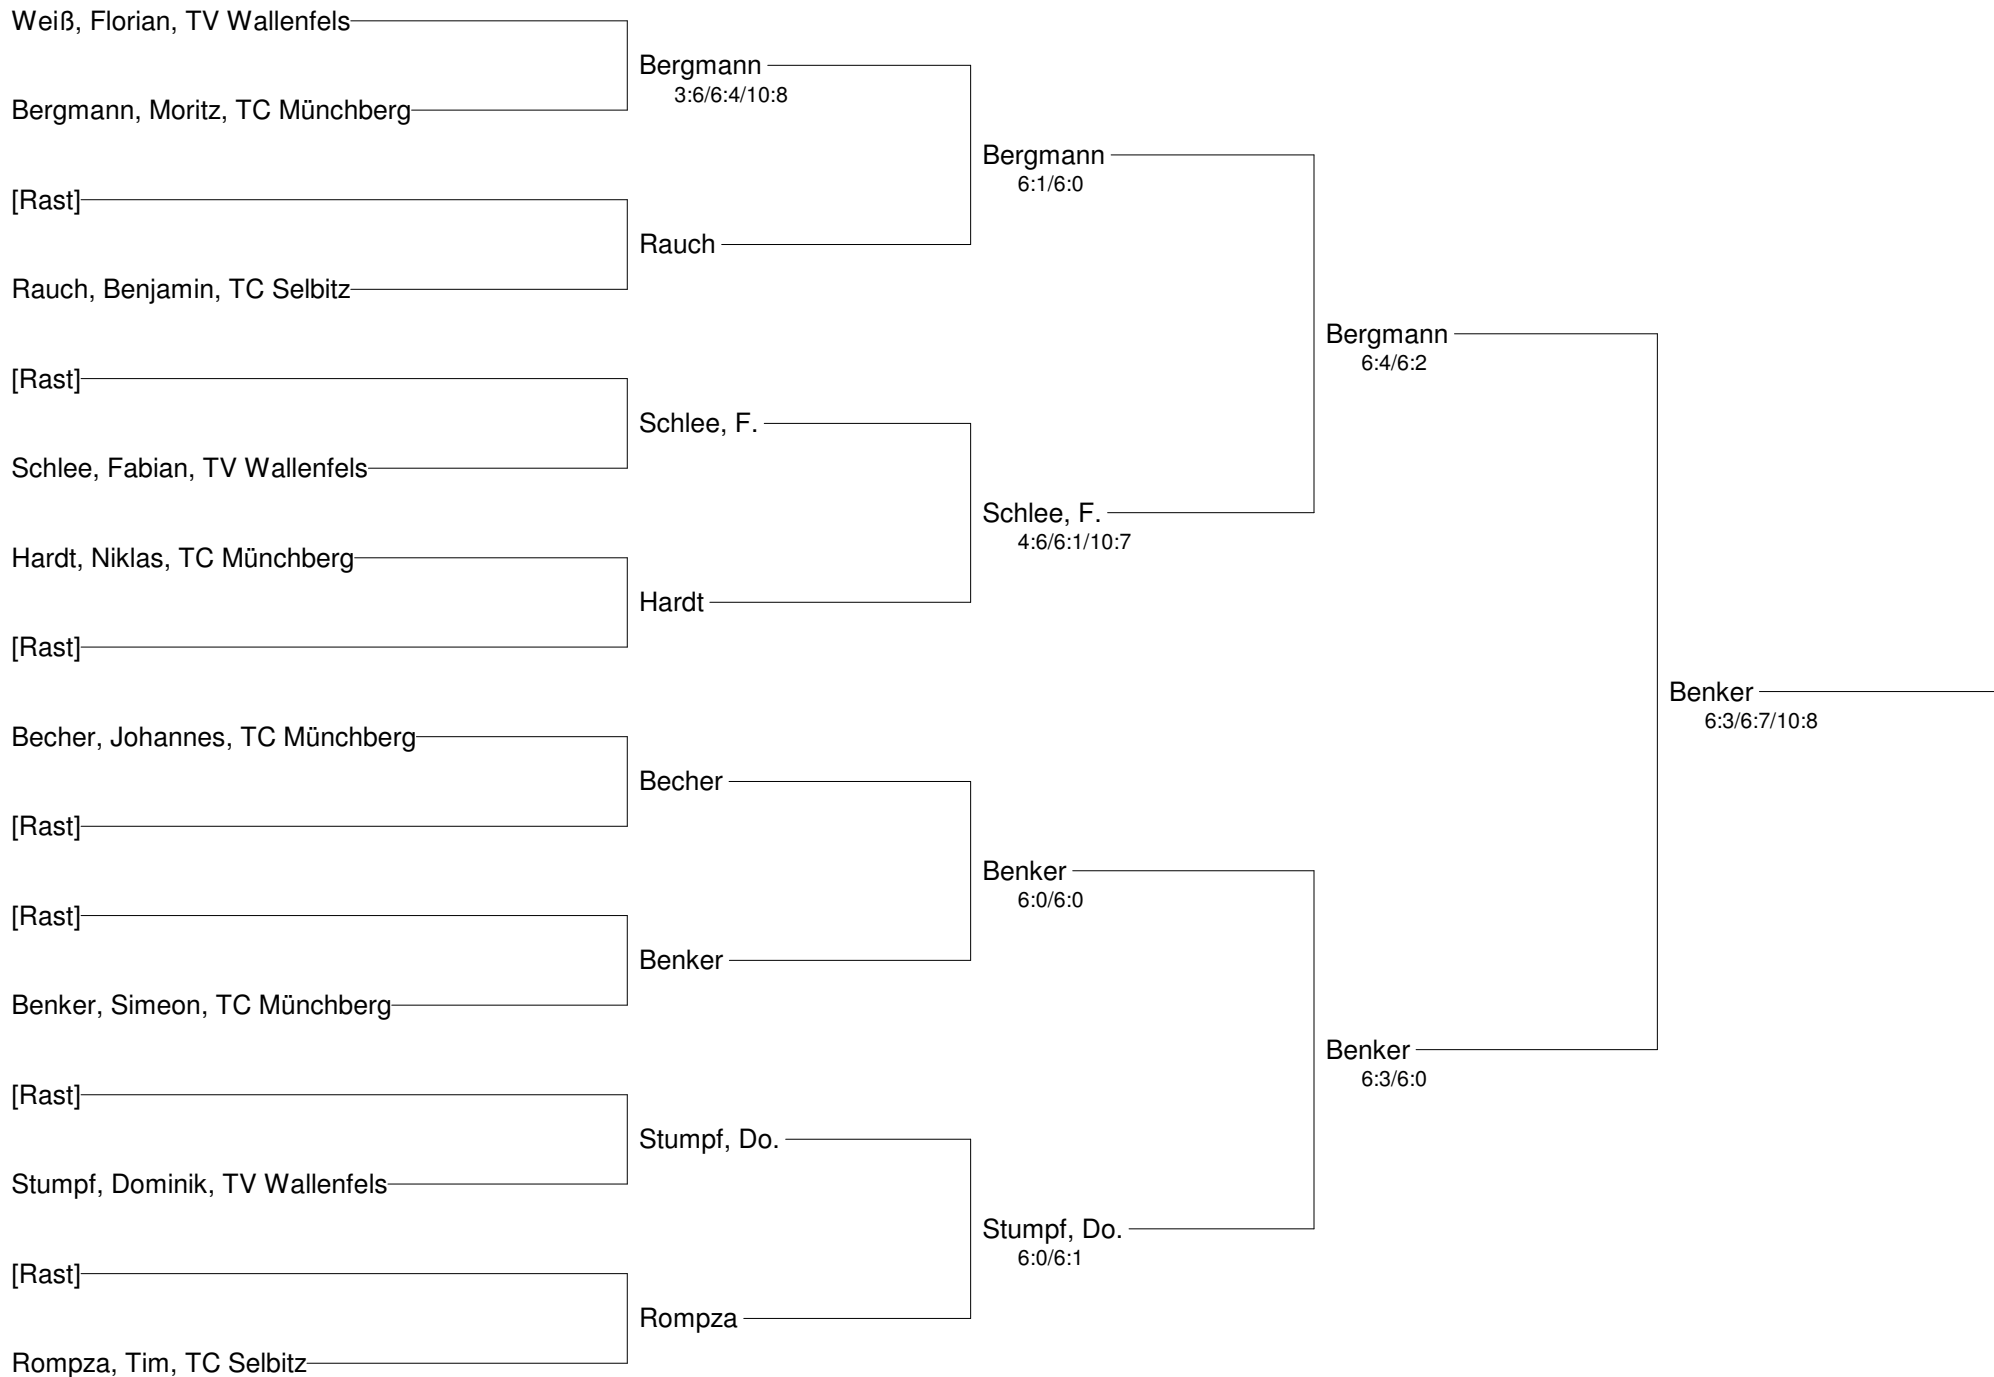 Weiß, Florian, TV Wallenfels
Bergmann, Moritz, TC Münchberg
[Rast]
Rauch, Benjamin, TC Selbitz
[Rast]
Schlee, Fabian, TV Wallenfels
Hardt, Niklas, TC Münchberg
[Rast]
Becher, Johannes, TC Münchberg
[Rast]
[Rast]
Benker, Simeon, TC Münchberg
[Rast]
Stumpf, Dominik, TV Wallenfels
[Rast]
Rompza, Tim, TC Selbitz
Bergmann
3:6/6:4/10:8
Rauch
Schlee, F.
Hardt
Becher
Benker
Stumpf, Do.
Rompza
Bergmann
6:1/6:0
Schlee, F.
4:6/6:1/10:7
Benker
6:0/6:0
Stumpf, Do.
6:0/6:1
Bergmann
6:4/6:2
Benker
6:3/6:0
Benker
6:3/6:7/10:8